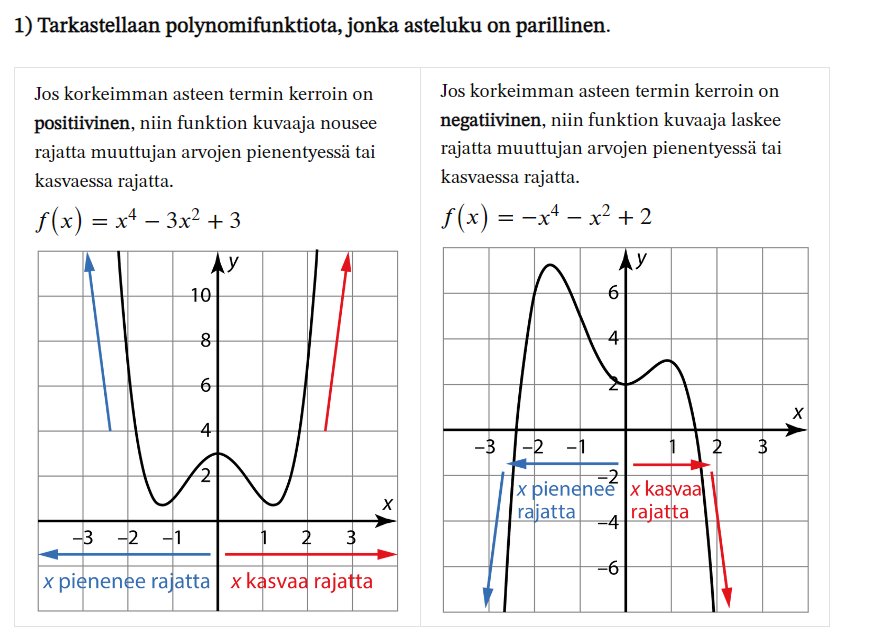 1) Tarkastellaan polynomifunktiota, jonka asteluku on parillinen.
Jos korkeimman asteen termin kerroin on
positiivinen, niin funktion kuvaaja nousee
rajatta muuttujan arvojen pienentyessä tai
kasvaessa rajatta.
f(x) = x⁴ − 3x² + 3
y
10
8
6
4
2
x
−3 −2 −1 1 2 3
x pienenee rajatta x kasvaa rajatta
Jos korkeimman asteen termin kerroin on
negatiivinen, niin funktion kuvaaja laskee
rajatta muuttujan arvojen pienentyessä tai
kasvaessa rajatta.
f(x) = −x⁴ − x² + 2
y
6
4
2
x
−3 −2 −1 1 2 3
−2
x pienenee x kasvaa
rajatta −4 rajatta
−6